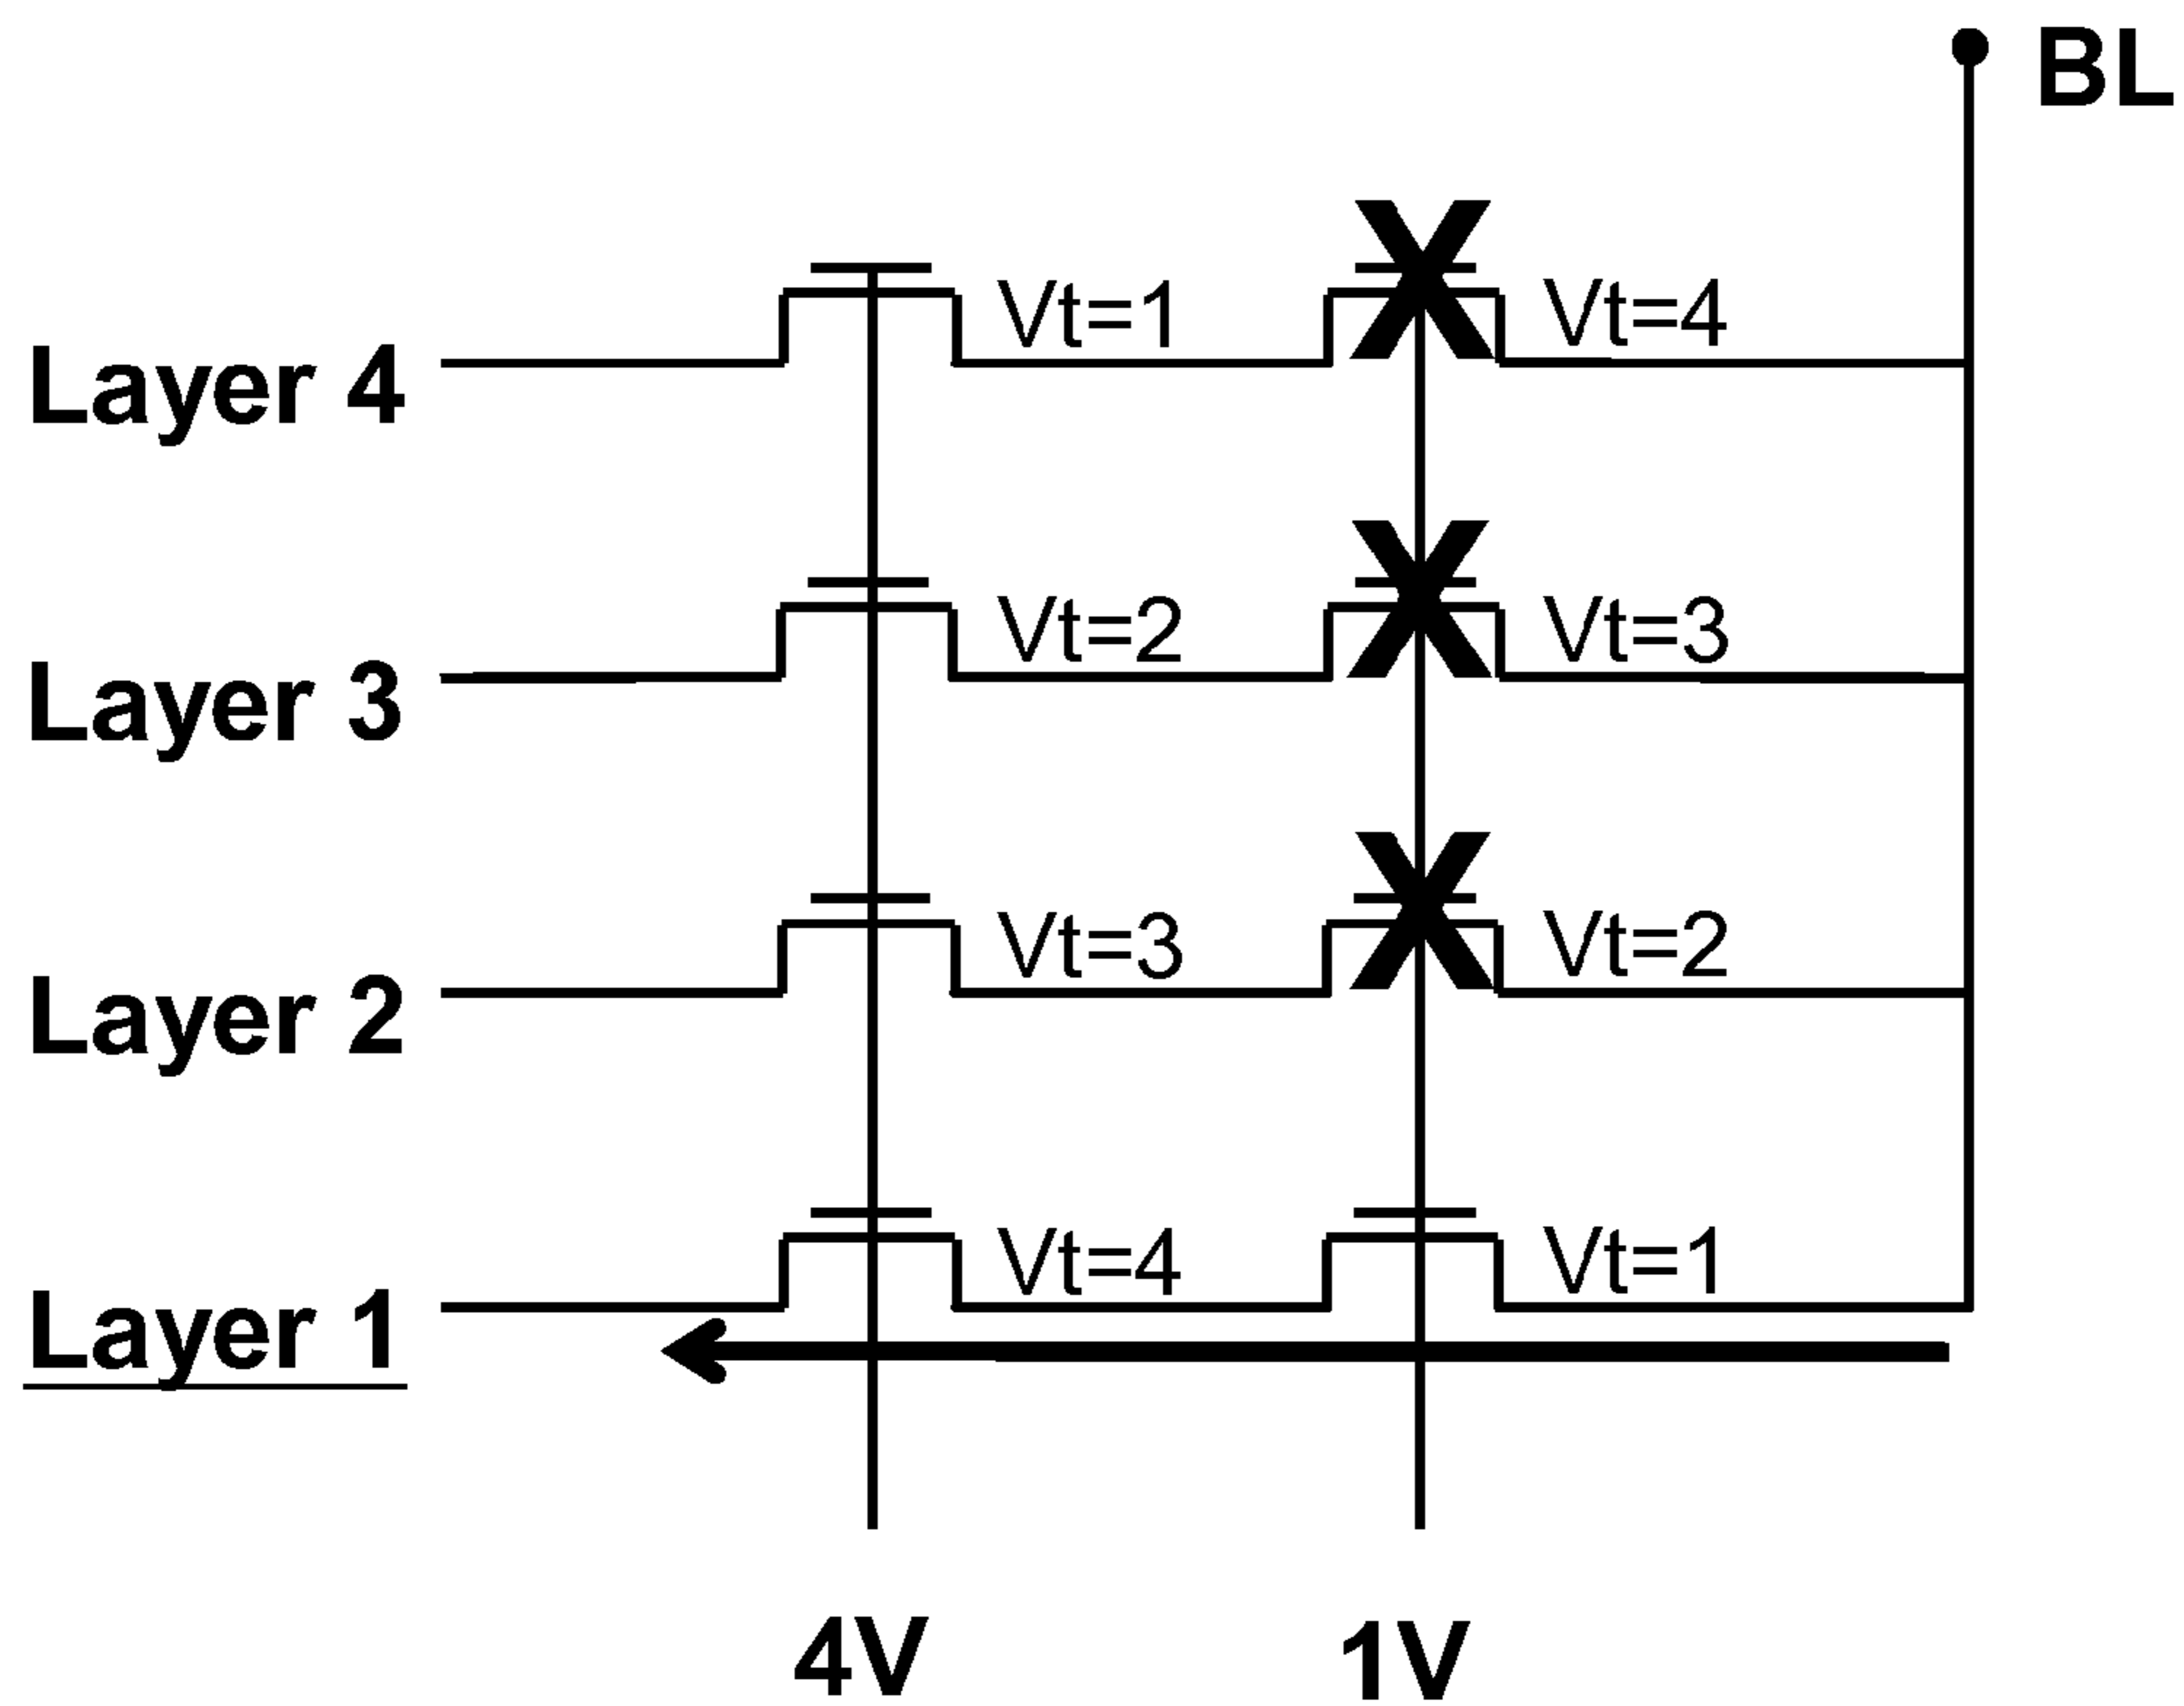 BL
Layer 4 Vt=1 Vt=4
Layer 3 Vt=2 Vt=3
Layer 2 Vt=3 Vt=2
Layer 1 Vt=4 Vt=1
4V 1V